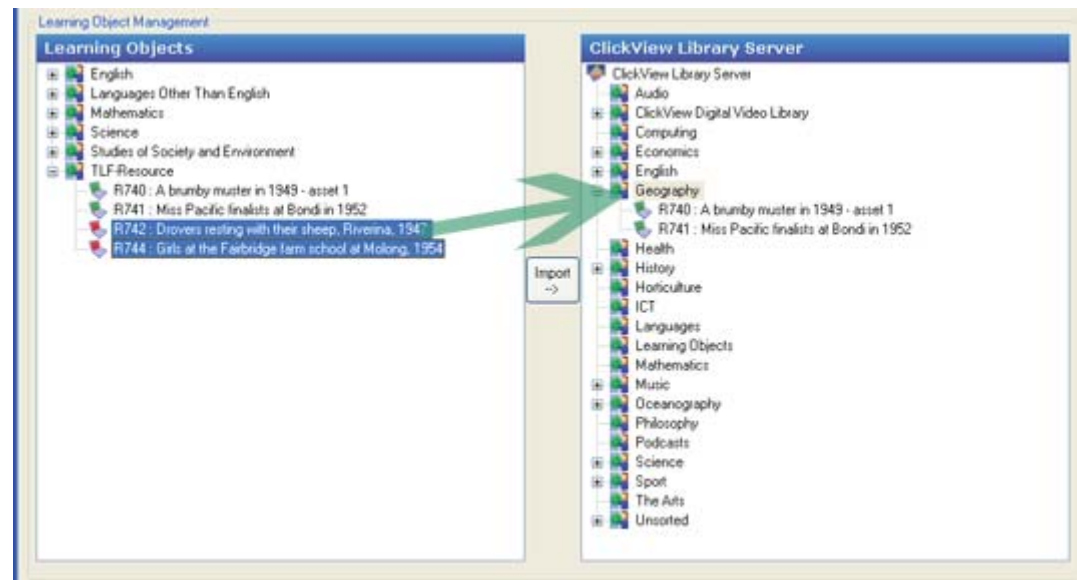 Learning Object Management
Learning Objects
English
Languages Other Than English
Mathematics
Science
Studies of Society and Environment
TLF-Resource
R740 : A brumby muster in 1949 - asset 1
R741 : Miss Pacific finalists at Bondi in 1952
R742 : Drovers resting with their sheep, Riverina, 1947
R744 : Girls at the Fairbridge farm school at Molong, 1954
Import
-->
ClickView Library Server
ClickView Library Server
Audio
ClickView Digital Video Library
Computing
Economics
English
Geography
R740 : A brumby muster in 1949 - asset 1
R741 : Miss Pacific finalists at Bondi in 1952
Health
History
Horticulture
ICT
Languages
Learning Objects
Mathematics
Music
Oceanography
Philosophy
Podcasts
Science
Sport
The Arts
Unsorted